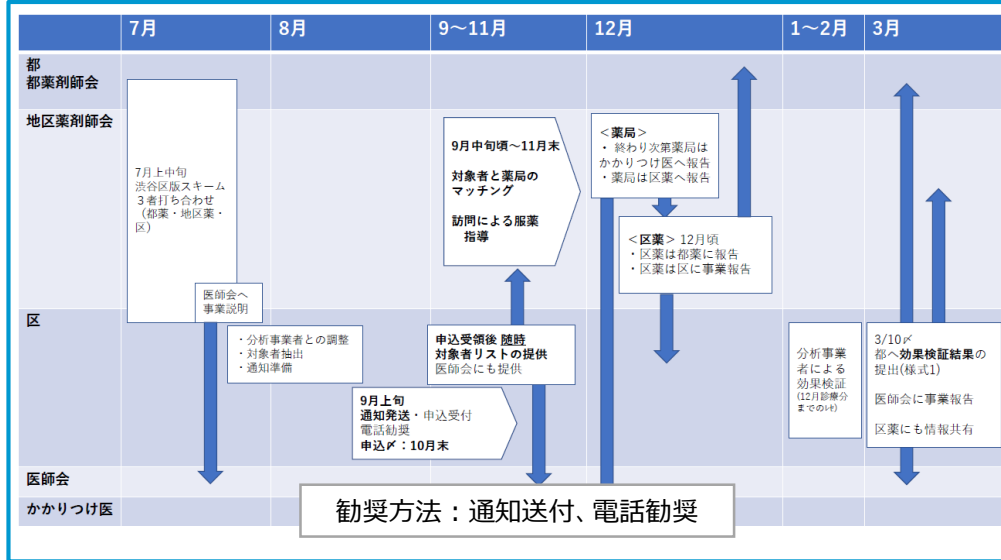 7月
8月
9～11月
12月
1～2月
3月
都
都薬剤師会
地区薬剤師会
7月上中旬
渋谷区版スキーム
３者打ち合わせ
（都薬・地区薬・
区）
医師会へ
事業説明
9月中旬頃～11月末
対象者と薬局の
マッチング
訪問による服薬
指導
＜薬局＞
・ 終わり次第薬局は
かかりつけ医へ報告
・薬局は区薬へ報告
＜区薬＞ 12月頃
・区薬は都薬に報告
・区薬は区に事業報告
区
・分析事業者との調整
・対象者抽出
・通知準備
申込受領後 随時
対象者リストの提供
医師会にも提供
9月上旬
通知発送・申込受付
電話勧奨
申込〆：10月末
分析事業
者による
効果検証
(12月診療分
までのﾚｾ)
3/10〆
都へ効果検証結果の
提出(様式1)
医師会に事業報告
区薬にも情報共有
医師会
かかりつけ医
勧奨方法：通知送付、電話勧奨